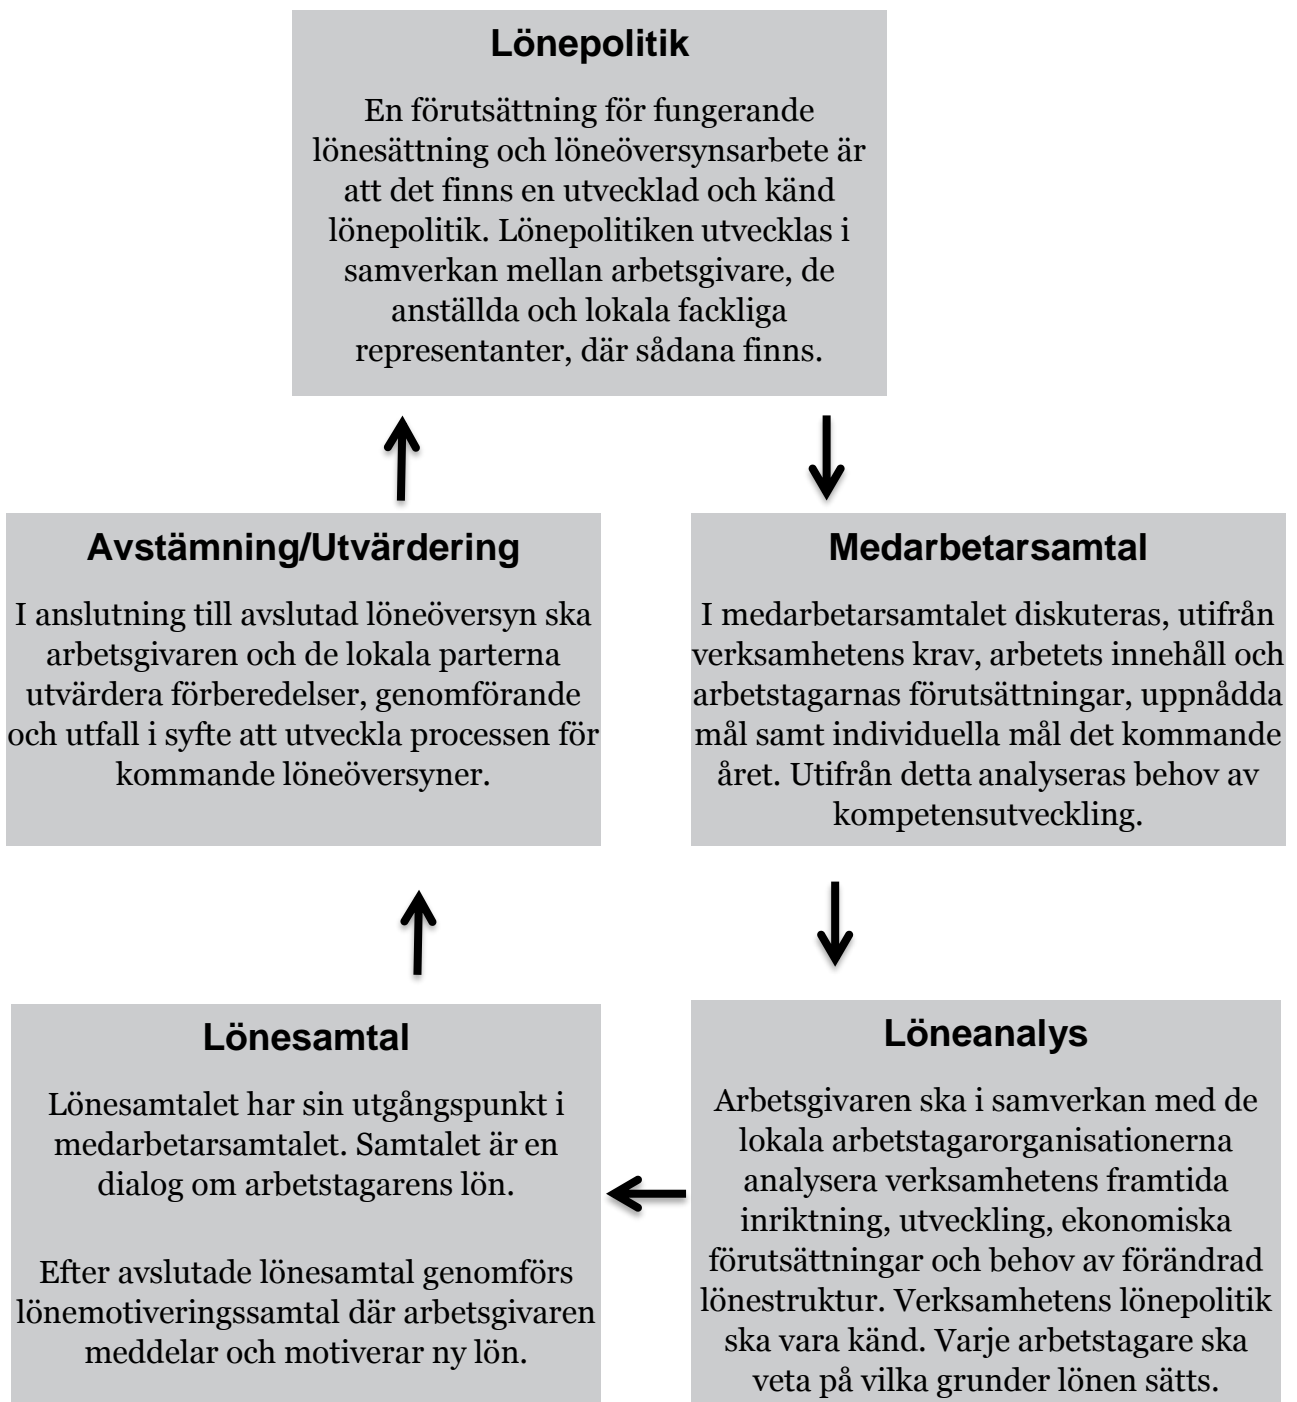 Lönepolitik
En förutsättning för fungerande
lönesättning och löneöversynsarbete är
att det finns en utvecklad och känd
lönepolitik. Lönepolitiken utvecklas i
samverkan mellan arbetsgivare, de
anställda och lokala fackliga
representanter, där sådana finns.
Medarbetarsamtal
I medarbetarsamtalet diskuteras, utifrån
verksamhetens krav, arbetets innehåll och
arbetstagarnas förutsättningar, uppnådda
mål samt individuella mål det kommande
året. Utifrån detta analyseras behov av
kompetensutveckling.
Löneanalys
Arbetsgivaren ska i samverkan med de
lokala arbetstagarorganisationerna
analysera verksamhetens framtida
inriktning, utveckling, ekonomiska
förutsättningar och behov av förändrad
lönestruktur. Verksamhetens lönepolitik
ska vara känd. Varje arbetstagare ska
veta på vilka grunder lönen sätts.
Lönesamtal
Lönesamtalet har sin utgångspunkt i
medarbetarsamtalet. Samtalet är en
dialog om arbetstagarens lön.
Efter avslutade lönesamtal genomförs
lönemotiveringssamtal där arbetsgivaren
meddelar och motiverar ny lön.
Avstämning/Utvärdering
I anslutning till avslutad löneöversyn ska
arbetsgivaren och de lokala parterna
utvärdera förberedelser, genomförande
och utfall i syfte att utveckla processen för
kommande löneöversyner.